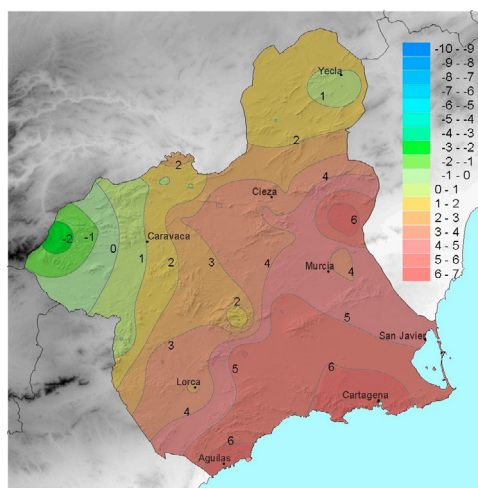 Yecla
1
2
2
4
Cieza
6
-2
-1
0
Caravaca
1
2
3
4
Murcia
4
2
5
San Javier
3
5
6
Lorca
Cartagena
4
6
Aguilas
-10 - -9
-9 - -8
-8 - -7
-7 - -6
-6 - -5
-5 - -4
-4 - -3
-3 - -2
-2 - -1
-1 - 0
0 - 1
1 - 2
2 - 3
3 - 4
4 - 5
5 - 6
6 - 7